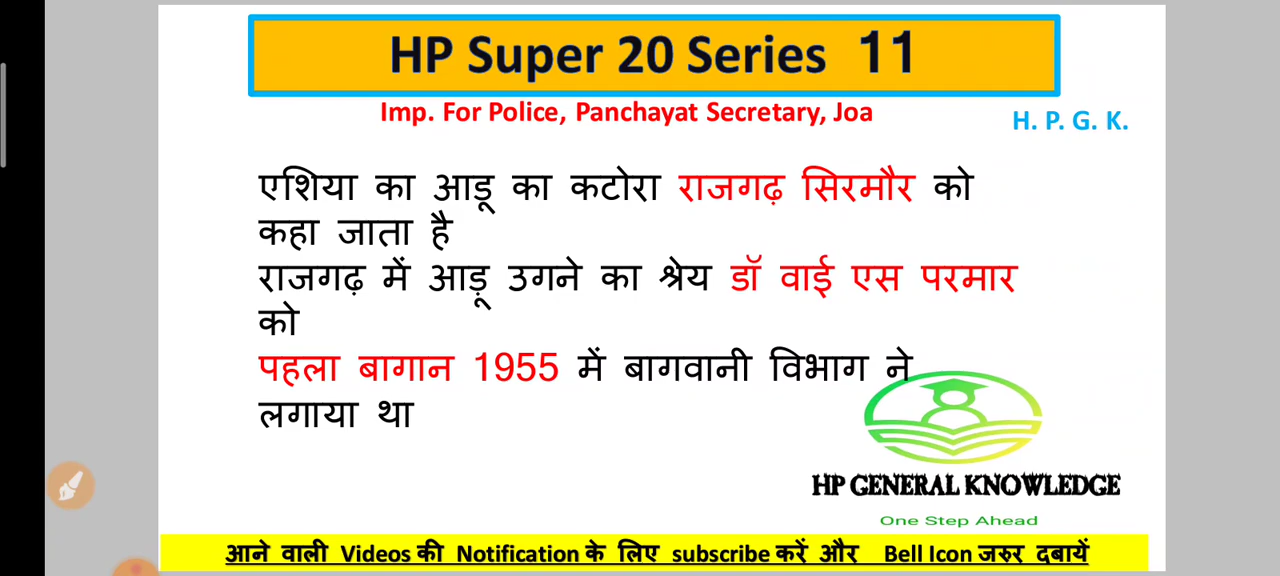 HP Super 20 Series 11
Imp. For Police, Panchayat Secretary, Joa
H. P. G. K.
एशिया का आड़ू का कटोरा राजगढ़ सिरमौर को
कहा जाता है
राजगढ़ में आड़ू उगने का श्रेय डॉ वाई एस परमार
को
पहला बागान 1955 में बागवानी विभाग ने
लगाया था
HP GENERAL KNOWLEDGE
One Step Ahead
आने वाली Videos की Notification के लिए subscribe करें और Bell Icon जरुर दबायें